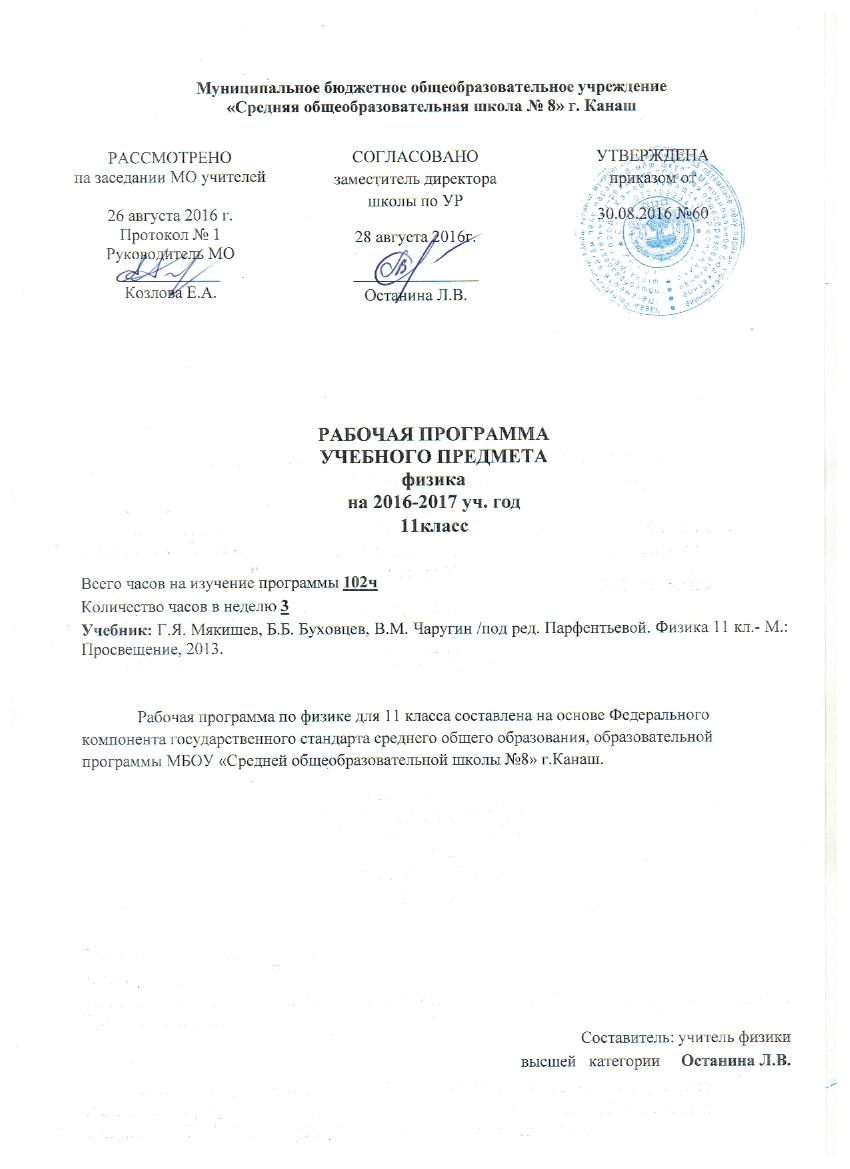 Муниципальное бюджетное общеобразовательное учреждение
«Средняя общеобразовательная школа № 8» г. Канаш
РАССМОТРЕНО
на заседании МО учителей
26 августа 2016 г.
Протокол № 1
Руководитель МО
Козлова Е.А.
СОГЛАСОВАНО
заместитель директора
школы по УР
28 августа 2016г.
Останина Л.В.
УТВЕРЖДЕНА
приказом от
30.08.2016 №60
РАБОЧАЯ ПРОГРАММА
УЧЕБНОГО ПРЕДМЕТА
физика
на 2016-2017 уч. год
11класс
Всего часов на изучение программы 102ч
Количество часов в неделю 3
Учебник: Г.Я. Мякишев, Б.Б. Буховцев, В.М. Чаругин /под ред. Парфентьевой. Физика 11 кл.- М.:
Просвещение, 2013.
Рабочая программа по физике для 11 класса составлена на основе Федерального
компонента государственного стандарта среднего общего образования, образовательной
программы МБОУ «Средней общеобразовательной школы №8» г.Канаш.
Составитель: учитель физики
высшей категории Останина Л.В.